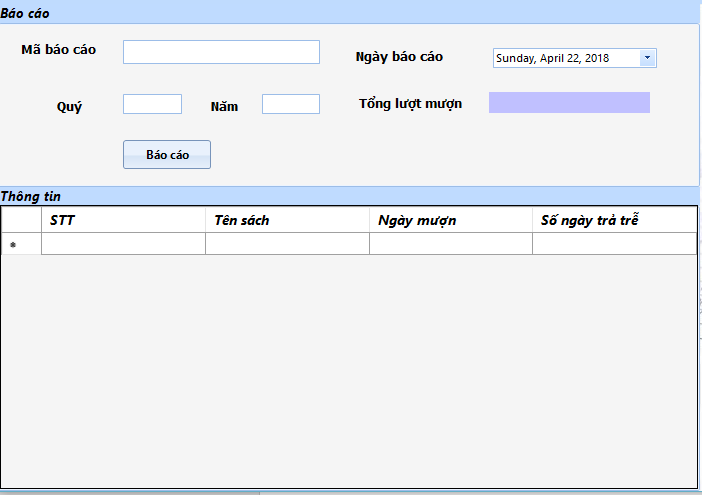 Báo cáo
Mã báo cáo
Ngày báo cáo Sunday, April 22, 2018
Quý Năm Tổng lượt mượn
Báo cáo
Thông tin
STT Tên sách Ngày mượn Số ngày trả trễ